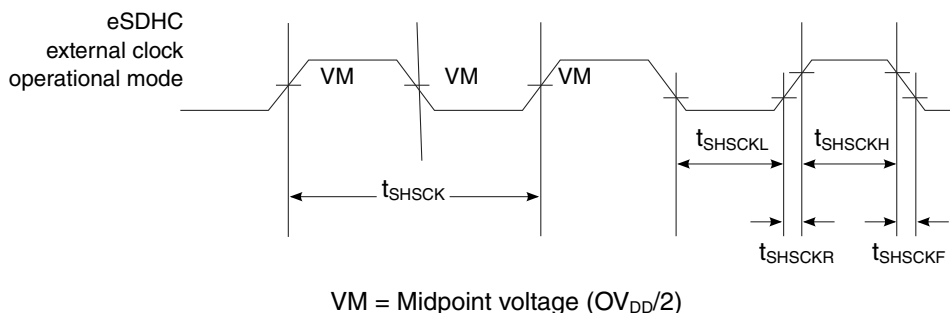 eSDHC
external clock
operational mode
VM VM VM
tSHSCKL tSHSCKH
tSHSCK
tSHSCKR tSHSCKF
VM = Midpoint voltage (OVDD/2)